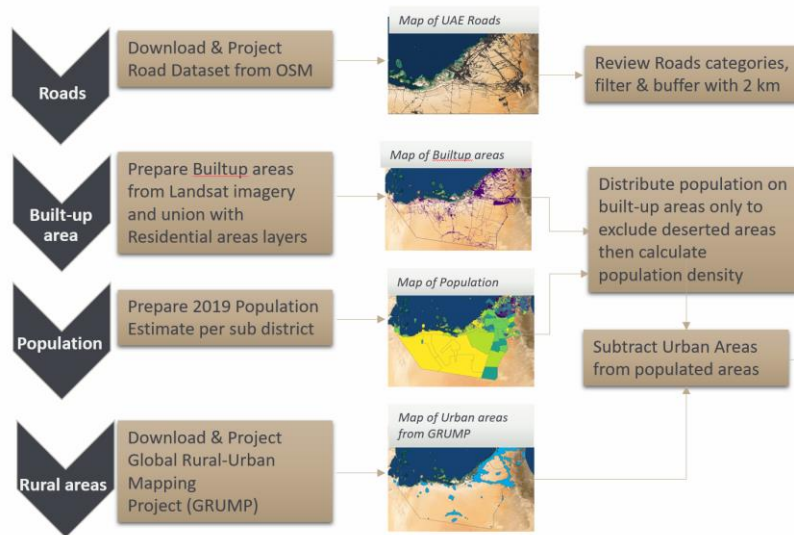 Roads
Download & Project
Road Dataset from OSM
Map of UAE Roads
Review Roads categories,
filter & buffer with 2 km
Built-up
area
Prepare Builtup areas
from Landsat imagery
and union with
Residential areas layers
Map of Builtup areas
Distribute population on
built-up areas only to
exclude deserted areas
then calculate
population density
Population
Prepare 2019 Population
Estimate per sub district
Map of Population
Subtract Urban Areas
from populated areas
Rural areas
Download & Project
Global Rural-Urban
Mapping
Project (GRUMP)
Map of Urban areas
from GRUMP